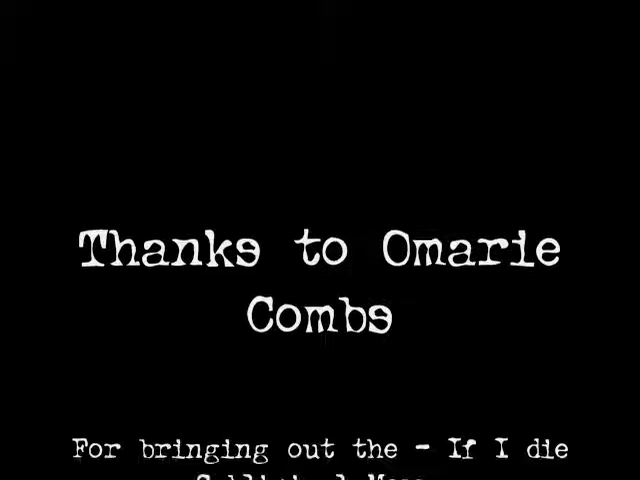 Thanks to Omarie
Combs
For bringing out the - If I die